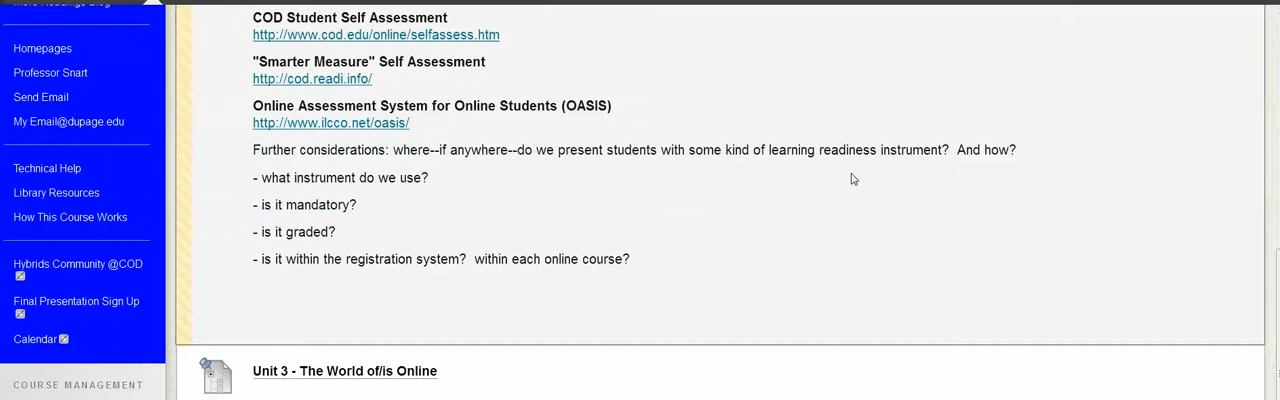 More Readings Blog
Homepages
Professor Snart
Send Email
My Email@dupage.edu
Technical Help
Library Resources
How This Course Works
Hybrids Community @COD
Final Presentation Sign Up
Calendar
COURSE MANAGEMENT
COD Student Self Assessment
http://www.cod.edu/online/selfassess.htm
"Smarter Measure" Self Assessment
http://cod.readi.info/
Online Assessment System for Online Students (OASIS)
http://www.ilcco.net/oasis/
Further considerations: where--if anywhere--do we present students with some kind of learning readiness instrument?  And how?
- what instrument do we use?
- is it mandatory?
- is it graded?
- is it within the registration system?  within each online course?
Unit 3 - The World of/is Online